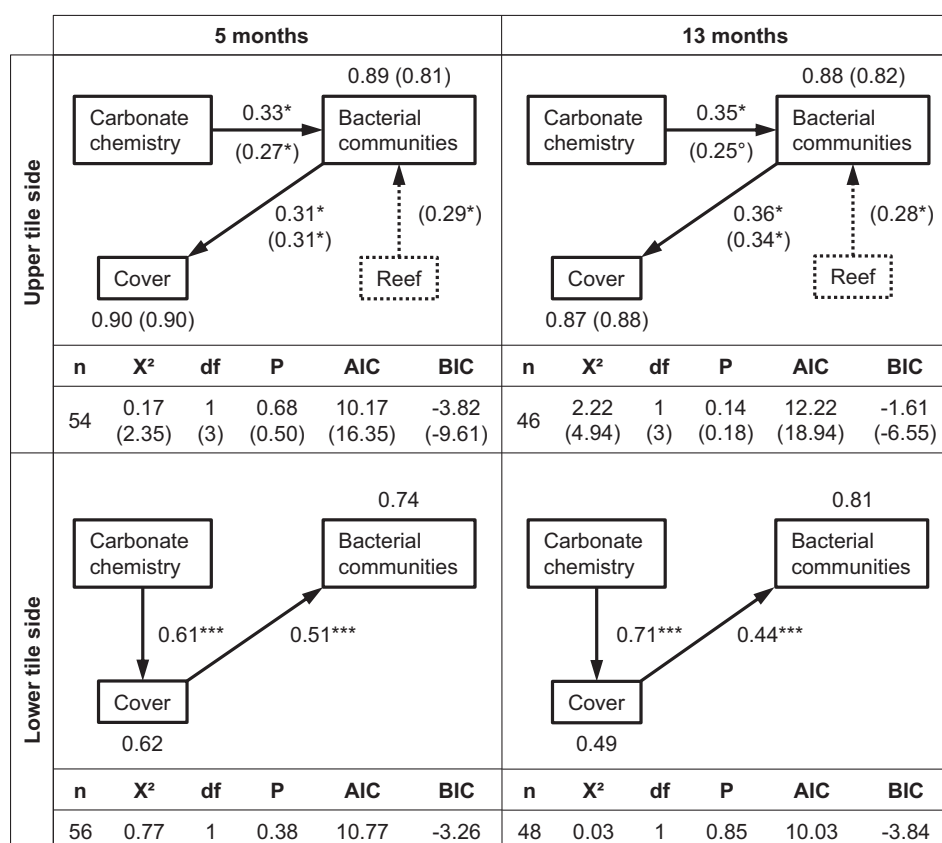 5 months
13 months
Upper tile side
0.89 (0.81)
Carbonate
chemistry
0.33*
(0.27*)
Bacterial
communities
0.31*
(0.31*)
(0.29*)
Cover
Reef
0.90 (0.90)
n X² df P AIC BIC
54 0.17 1 0.68 10.17 -3.82
(2.35) (3) (0.50) (16.35) (-9.61)
0.88 (0.82)
Carbonate
chemistry
0.35*
(0.25°)
Bacterial
communities
0.36*
(0.34*)
(0.28*)
Cover
Reef
0.87 (0.88)
n X² df P AIC BIC
46 2.22 1 0.14 12.22 -1.61
(4.94) (3) (0.18) (18.94) (-6.55)
Lower tile side
0.74
Carbonate
chemistry
Bacterial
communities
0.61***
0.51***
Cover
0.62
n X² df P AIC BIC
56 0.77 1 0.38 10.77 -3.26
0.81
Carbonate
chemistry
Bacterial
communities
0.71***
0.44***
Cover
0.49
n X² df P AIC BIC
48 0.03 1 0.85 10.03 -3.84